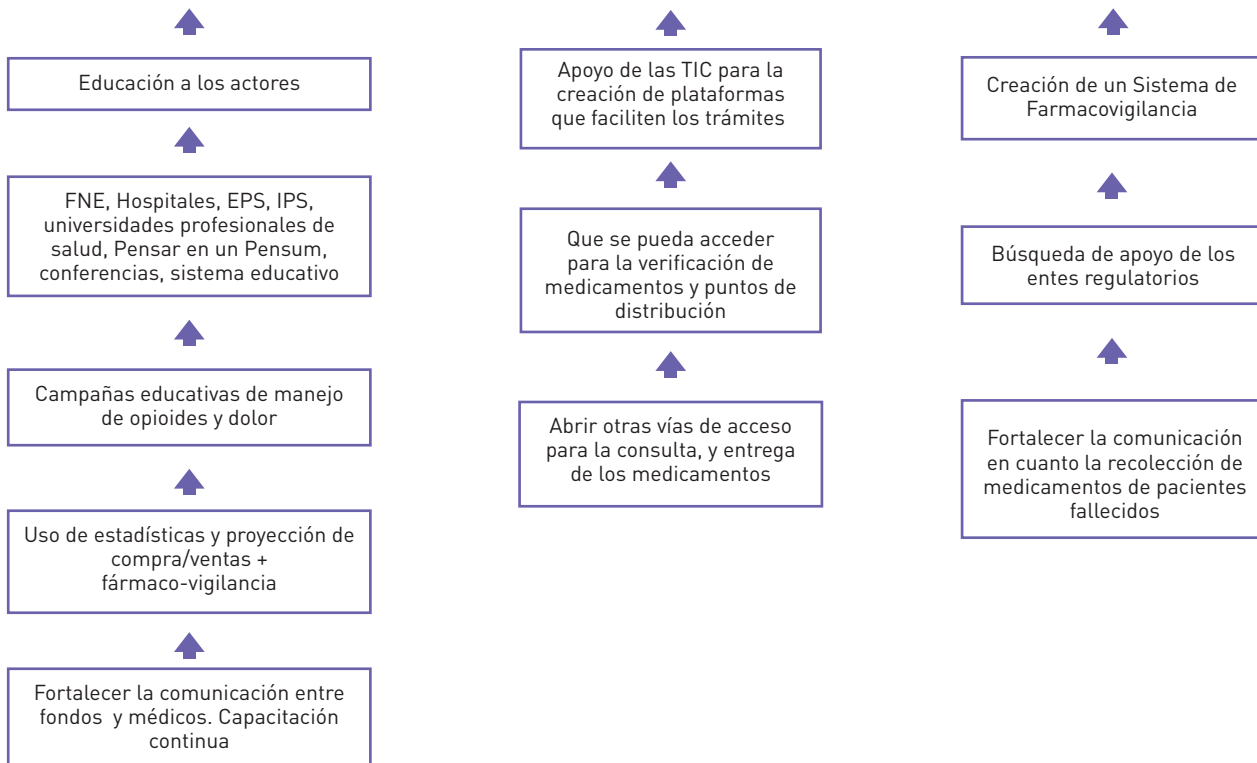 Educación a los actores
FNE, Hospitales, EPS, IPS,
universidades profesionales de
salud, Pensar en un Pensum,
conferencias, sistema educativo
Campañas educativas de manejo
de opioides y dolor
Uso de estadísticas y proyección de
compra/ventas +
fármaco-vigilancia
Fortalecer la comunicación entre
fondos y médicos. Capacitación
continua
Apoyo de las TIC para la
creación de plataformas
que faciliten los trámites
Que se pueda acceder
para la verificación de
medicamentos y puntos de
distribución
Abrir otras vías de acceso
para la consulta, y entrega
de los medicamentos
Creación de un Sistema de
Farmacovigilancia
Búsqueda de apoyo de los
entes regulatorios
Fortalecer la comunicación
en cuanto la recolección de
medicamentos de pacientes
fallecidos